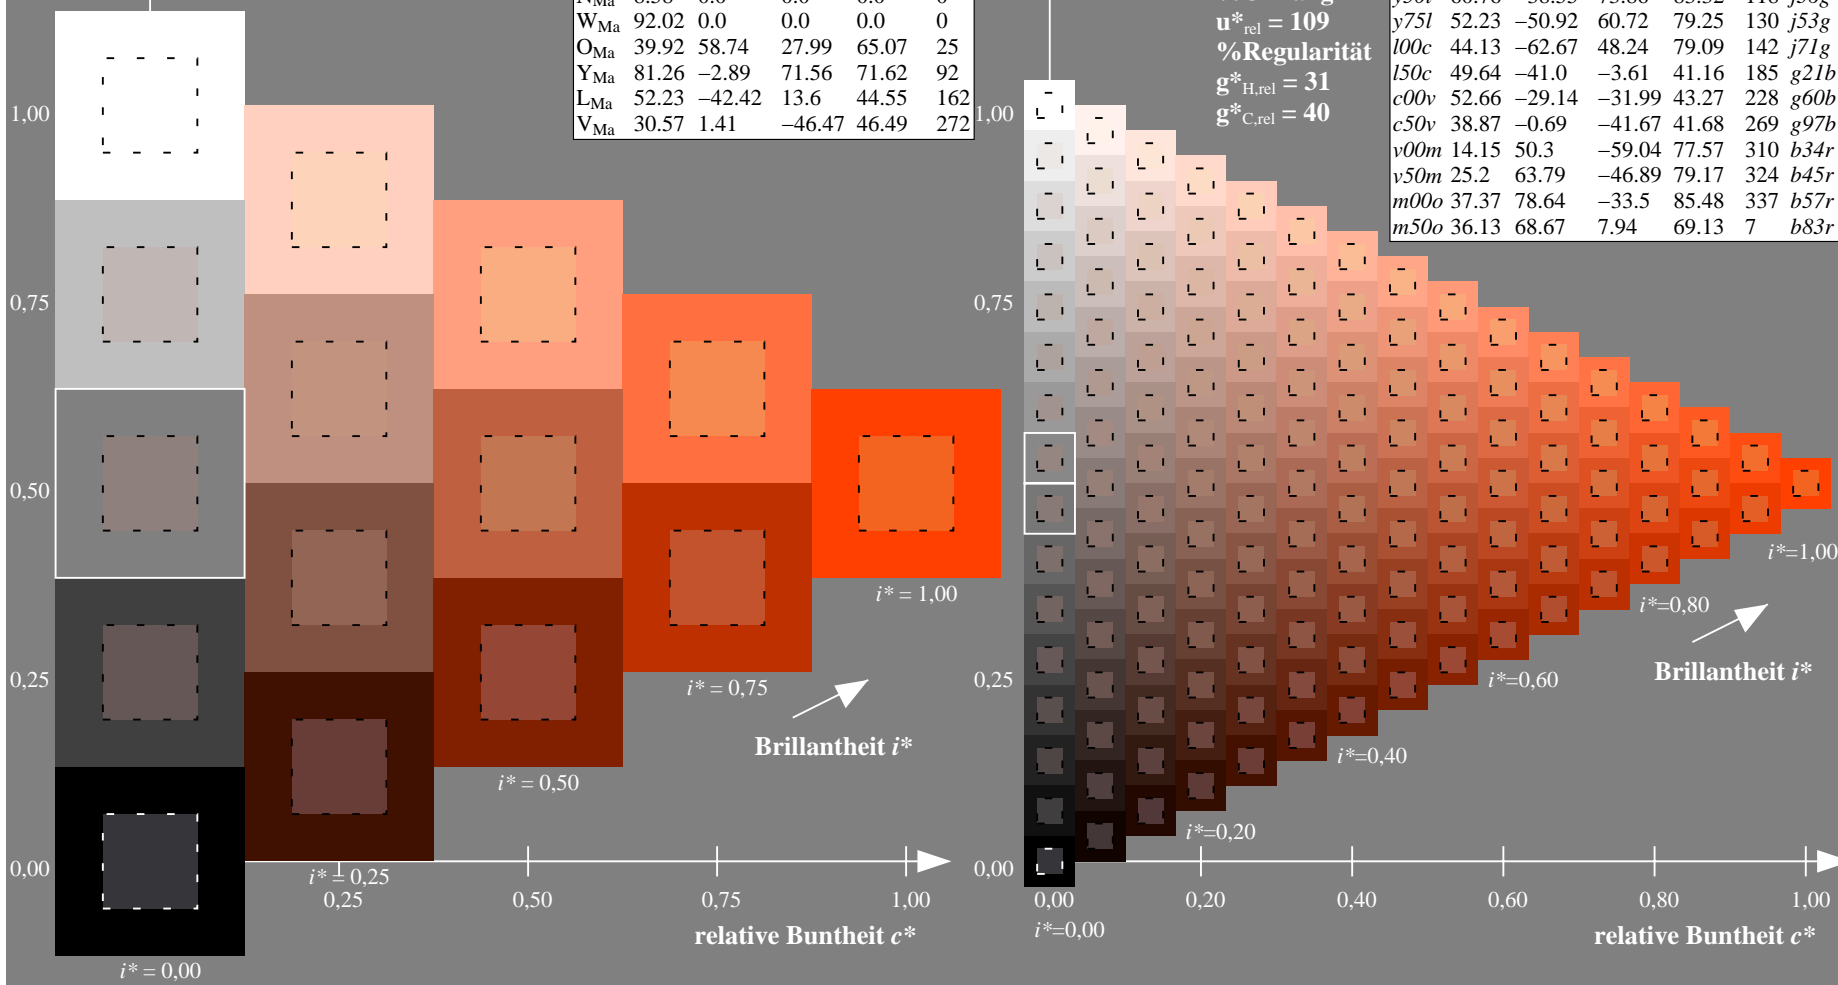 W_Ma 92.02 0.0 0.0 0.0 0
O_Ma 39.92 58.74 27.99 65.07 25
Y_Ma 81.26 −2.89 71.56 71.62 92
L_Ma 52.23 −42.42 13.6 44.55 162
V_Ma 30.57 1.41 −46.47 46.49 272
u*_rel = 109
%Regularität
g*_H,rel = 31
g*_C,rel = 40
y75l 52.23 −50.92 60.72 79.25 130 j53g
l00c 44.13 −62.67 48.24 79.09 142 j71g
l50c 49.64 −41.0 −3.61 41.16 185 g21b
c00v 52.66 −29.14 −31.99 43.27 228 g60b
c50v 38.87 −0.69 −41.67 41.68 269 g97b
v00m 14.15 50.3 −59.04 77.57 310 b34r
v50m 25.2 63.79 −46.89 79.17 324 b45r
m00o 37.37 78.64 −33.5 85.48 337 b57r
m50o 36.13 68.67 7.94 69.13 7 b83r
1,00
0,75
0,50
0,25
0,00
i* = 1,00
i* = 0,75
Brillantheit i*
i* = 0,50
i* = 0,25
0,25 0,50 0,75 1,00
relative Buntheit c*
i* = 0,00
1,00
0,75
0,25
0,00
i*=1,00
i*=0,80
Brillantheit i*
i*=0,60
i*=0,40
i*=0,20
0,00 0,20 0,40 0,60 0,80 1,00
i*=0,00
relative Buntheit c*